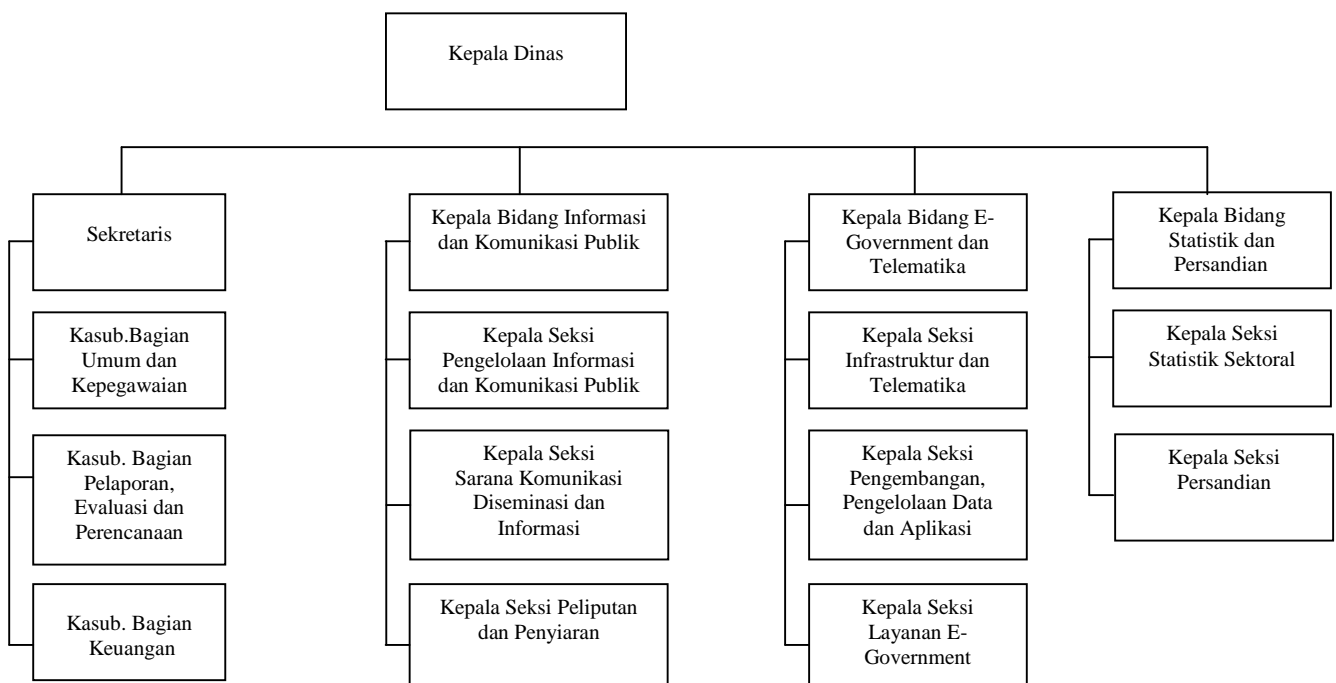 Kepala Dinas
Sekretaris
Kasub.Bagian
Umum dan
Kepegawaian
Kasub. Bagian
Pelaporan,
Evaluasi dan
Perencanaan
Kasub. Bagian
Keuangan
Kepala Bidang Informasi
dan Komunikasi Publik
Kepala Seksi
Pengelolaan Informasi
dan Komunikasi Publik
Kepala Seksi
Sarana Komunikasi
Diseminasi dan
Informasi
Kepala Seksi Peliputan
dan Penyiaran
Kepala Bidang E-
Government dan
Telematika
Kepala Seksi
Infrastruktur dan
Telematika
Kepala Seksi
Pengembangan,
Pengelolaan Data
dan Aplikasi
Kepala Seksi
Layanan E-
Government
Kepala Bidang
Statistik dan
Persandian
Kepala Seksi
Statistik Sektoral
Kepala Seksi
Persandian